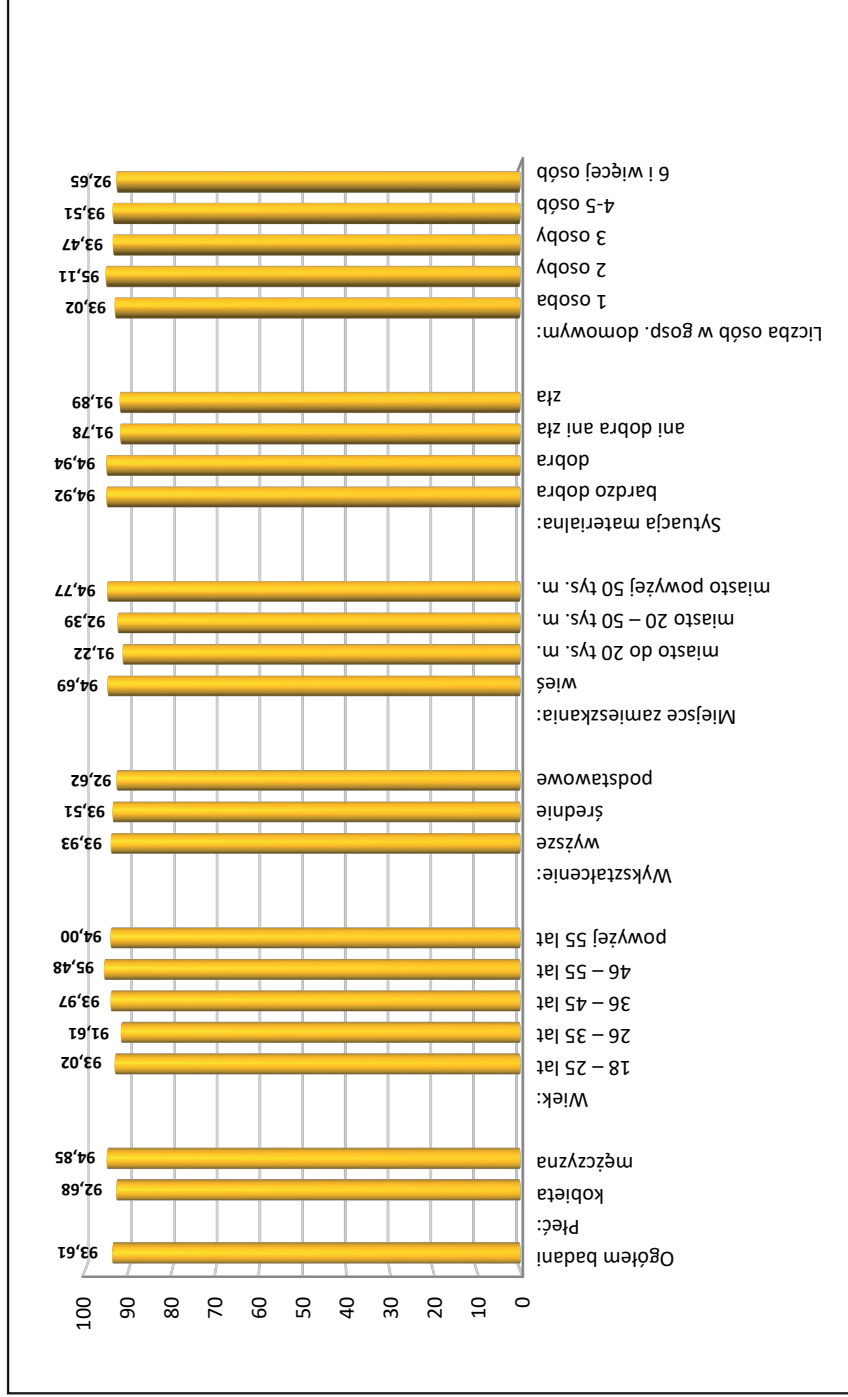 Ogółem badani 93,61
Płeć:
kobieta 92,68
mężczyzna 94,85
Wiek:
18 – 25 lat 93,02
26 – 35 lat 91,61
36 – 45 lat 93,97
46 – 55 lat 95,48
powyżej 55 lat 94,00
Wykształcenie:
wyższe 93,93
średnie 93,51
podstawowe 92,62
Miejsce zamieszkania:
wieś 94,69
miasto do 20 tys. m. 91,22
miasto 20 – 50 tys. m. 92,39
miasto powyżej 50 tys. m. 94,77
Sytuacja materialna:
bardzo dobra 94,92
dobra 94,94
ani dobra ani zła 91,78
zła 91,89
Liczba osób w gosp. domowym:
1 osoba 93,02
2 osoby 95,11
3 osoby 93,47
4-5 osób 93,51
6 i więcej osób 92,65
0 10 20 30 40 50 60 70 80 90 100